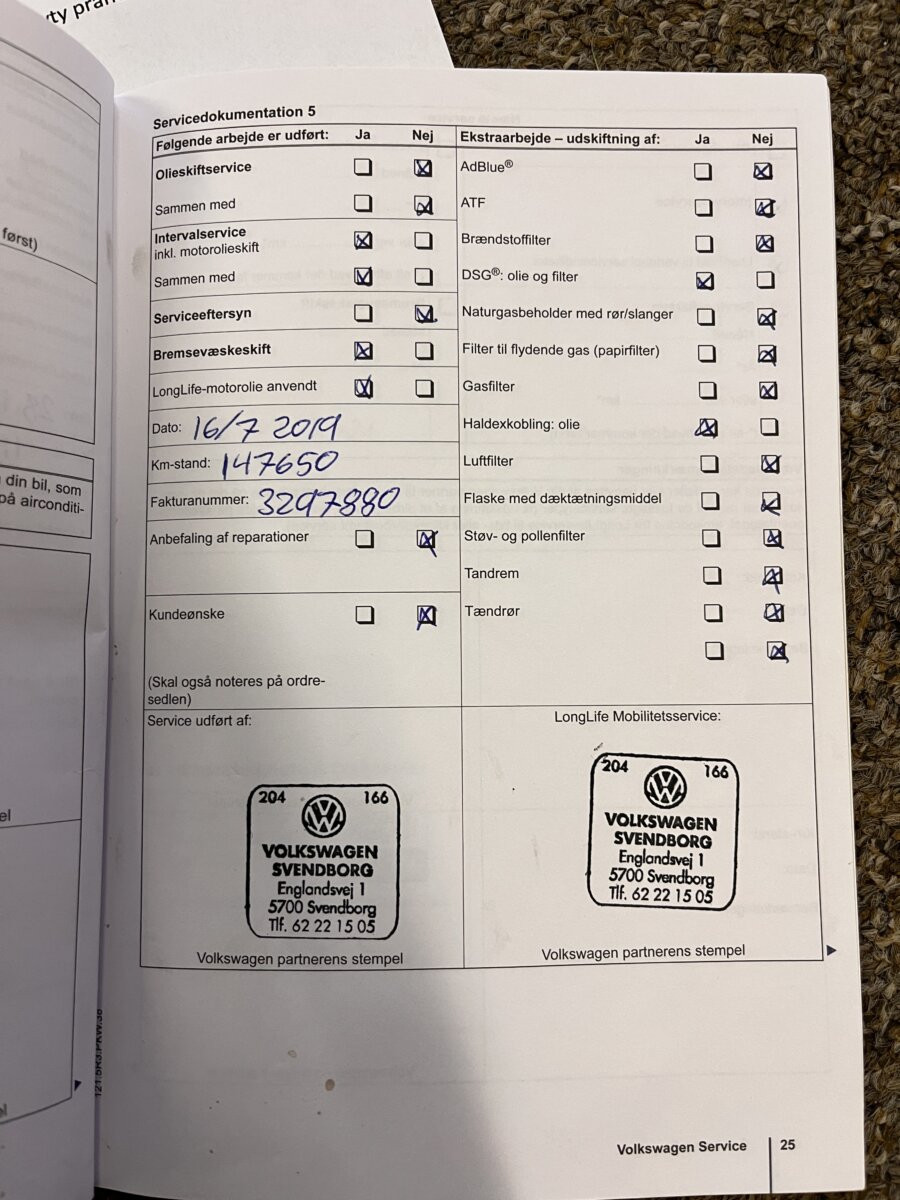 Servicedokumentation 5
Følgende arbejde er udført: Ja Nej
Olieskiftservice
Sammen med
Intervalservice
inkl. motorolieskift
Sammen med
Serviceeftersyn
Bremsevæskeskift
LongLife-motorolie anvendt
Dato: 16/7 2019
Km-stand: 147650
Fakturanummer: 3297880
Anbefaling af reparationer
Kundeønske
(Skal også noteres på ordre-
sedlen)
Ekstraarbejde – udskiftning af: Ja Nej
AdBlue®
ATF
Brændstoffilter
DSG®: olie og filter
Naturgasbeholder med rør/slanger
Filter til flydende gas (papirfilter)
Gasfilter
Haldexkobling: olie
Luftfilter
Flaske med dæktætningsmiddel
Støv- og pollenfilter
Tandrem
Tændrør
Service udført af:
204 166
VOLKSWAGEN
SVENDBORG
Englandsvej 1
5700 Svendborg
Tlf. 62 22 15 05
Volkswagen partnerens stempel
LongLife Mobilitetsservice:
204 166
VOLKSWAGEN
SVENDBORG
Englandsvej 1
5700 Svendborg
Tlf. 62 22 15 05
Volkswagen partnerens stempel
Volkswagen Service 25
først)
din bil, som
på airconditi-